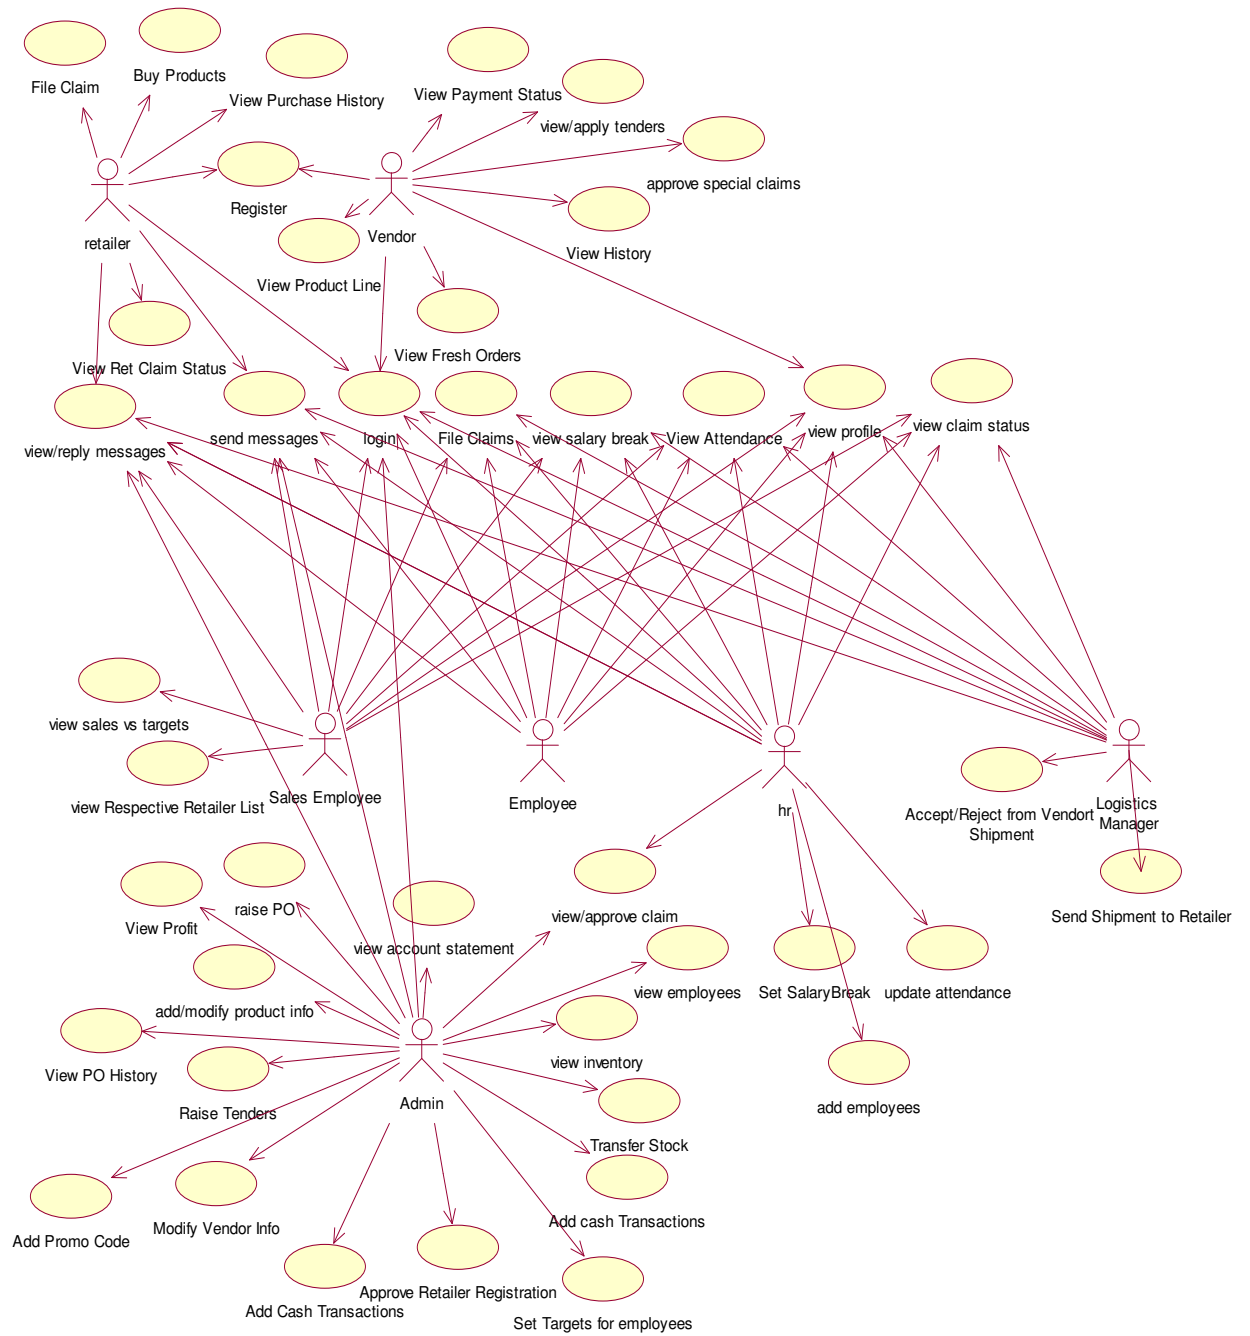 File Claim
Buy Products
View Purchase History
View Payment Status
view/apply tenders
approve special claims
Register
retailer
Vendor
View History
View Product Line
View Ret Claim Status
View Fresh Orders
view/reply messages
send messages
login
File Claims
view salary break
View Attendance
view profile
view claim status
view sales vs targets
view Respective Retailer List
Sales Employee
Employee
hr
Accept/Reject from Vendort
Shipment
Logistics
Manager
Send Shipment to Retailer
View Profit
raise PO
view account statement
view/approve claim
view employees
Set SalaryBreak
update attendance
add/modify product info
View PO History
Raise Tenders
Admin
view inventory
add employees
Transfer Stock
Add Promo Code
Modify Vendor Info
Add cash Transactions
Add Cash Transactions
Approve Retailer Registration
Set Targets for employees